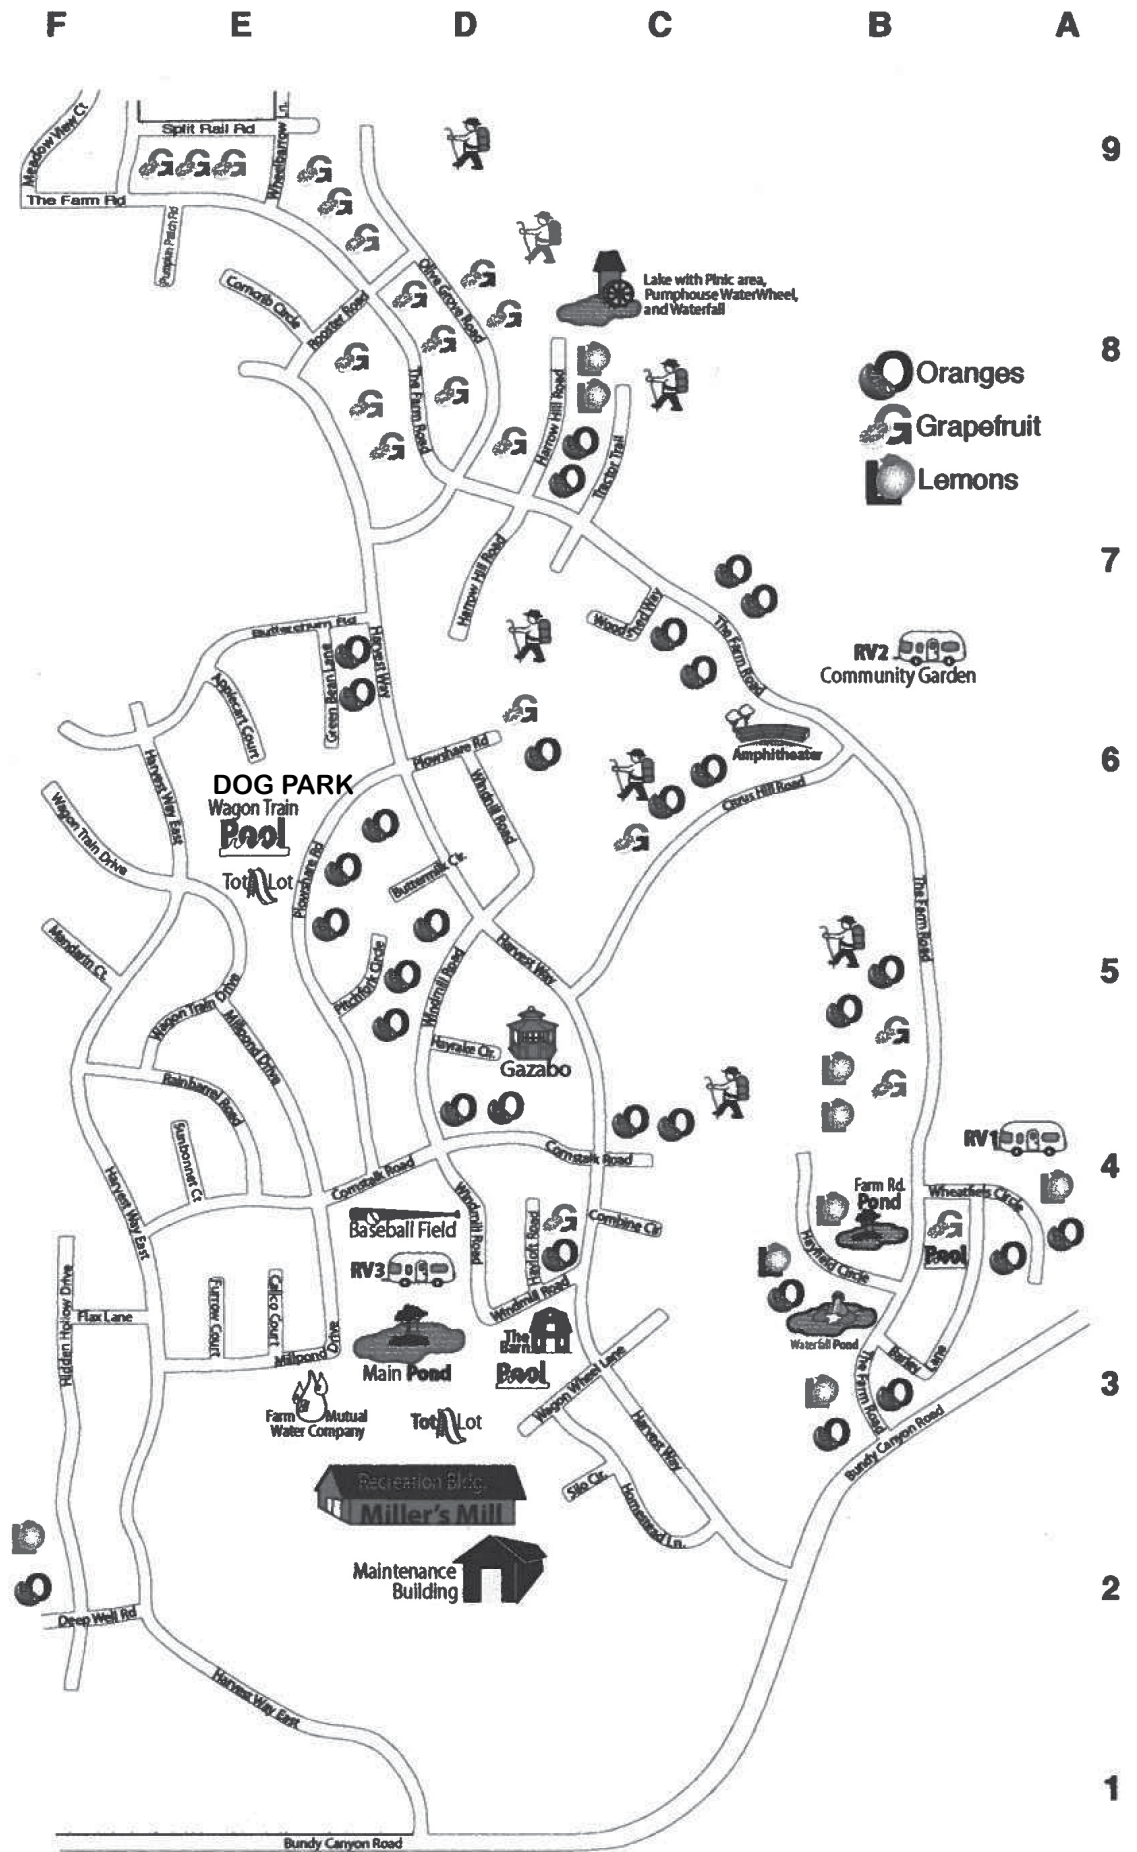 F E D C B A
Meadow View Ct
Split Rail Rd
Wheelbarrow Ln.
9
The Farm Rd
Pumpkin Patch Rd
Olive Grove Road
Corncrib Circle
Rooster Road
Lake with Pinic area,
Pumphouse WaterWheel,
and Waterfall
8
The Farm Road
Harrow Hill Road
Tractor Trail
Oranges
Grapefruit
Lemons
7
Harrow Hill Road
Woodshed Way
The Farm Road
Butterchurn Rd
Green Bean Lane
Harvest Way
Applecart Court
RV2
Community Garden
Amphitheater
6
Plowshare Rd
Windmill Road
Citrus Hill Road
Harvest Way East
Wagon Train Drive
DOG PARK
Wagon Train
Pool
Tot Lot
Plowshare Rd
Buttermilk Cir.
The Farm Road
Mandarin Ct.
Harvest Way
5
Pitchfork Circle
Windmill Road
Wagon Train Drive
Millpond Drive
Hayrake Cir.
Gazabo
Rainbarrel Road
Sunbonnet Ct
RV1
4
Cornstalk Road
Cornstalk Road
Harvest Way East
Farm Rd.
Pond
Wheatfiels Circle
Pool
Hayfield Circle
Windmill Road
Hayloft Road
Combine Cir
Baseball Field
RV3
Hidden Hollow Drive
Flax Lane
Furrow Court
Calico Court
Millpond Drive
Windmill Road
The
Barn
Pool
Main Pond
Waterfall Pond
Barley Lane
The Farm Road
3
Wagon Wheel Lane
Harvest Way
Farm Mutual
Water Company
Tot Lot
Bundy Canyon Road
Recreation Bldg.
Miller's Mill
Silo Cir.
Homestead Ln.
Maintenance
Building
2
Deep Well Rd
Harvest Way East
1
Bundy Canyon Road